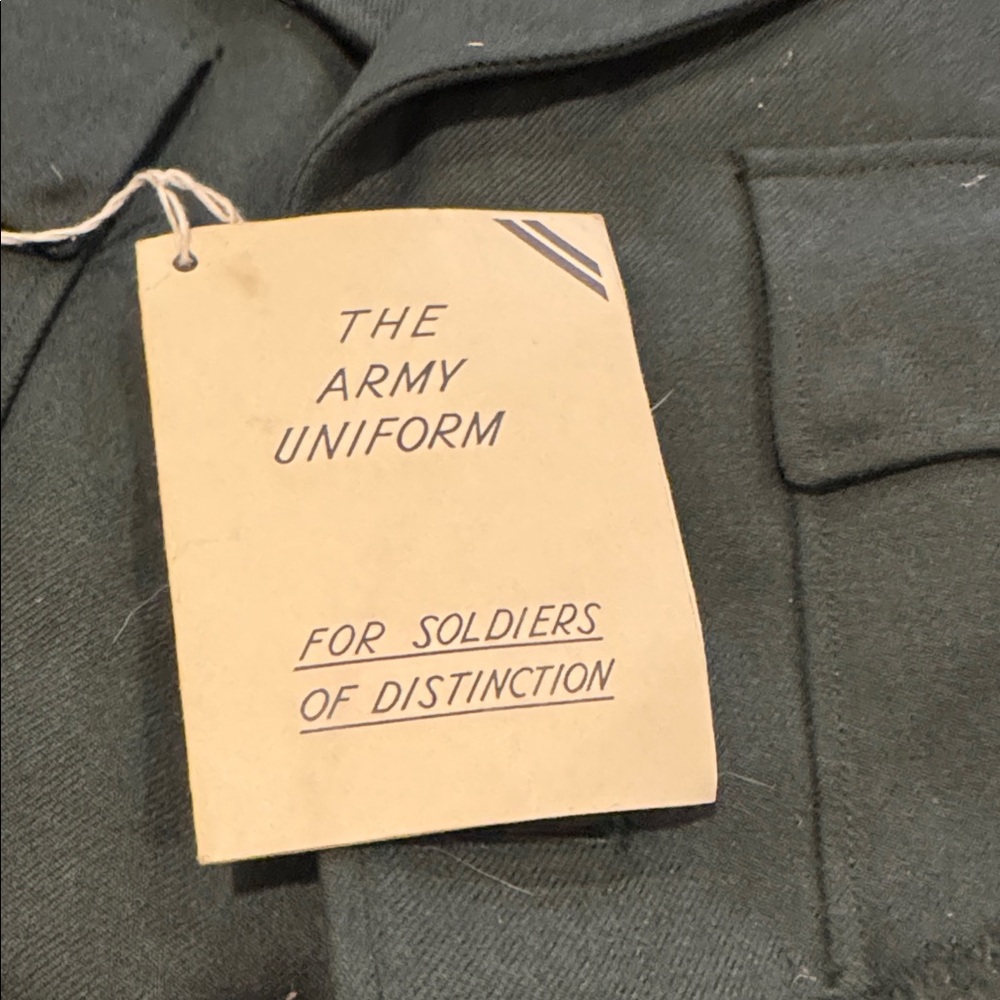 THE
ARMY
UNIFORM
FOR SOLDIERS
OF DISTINCTION